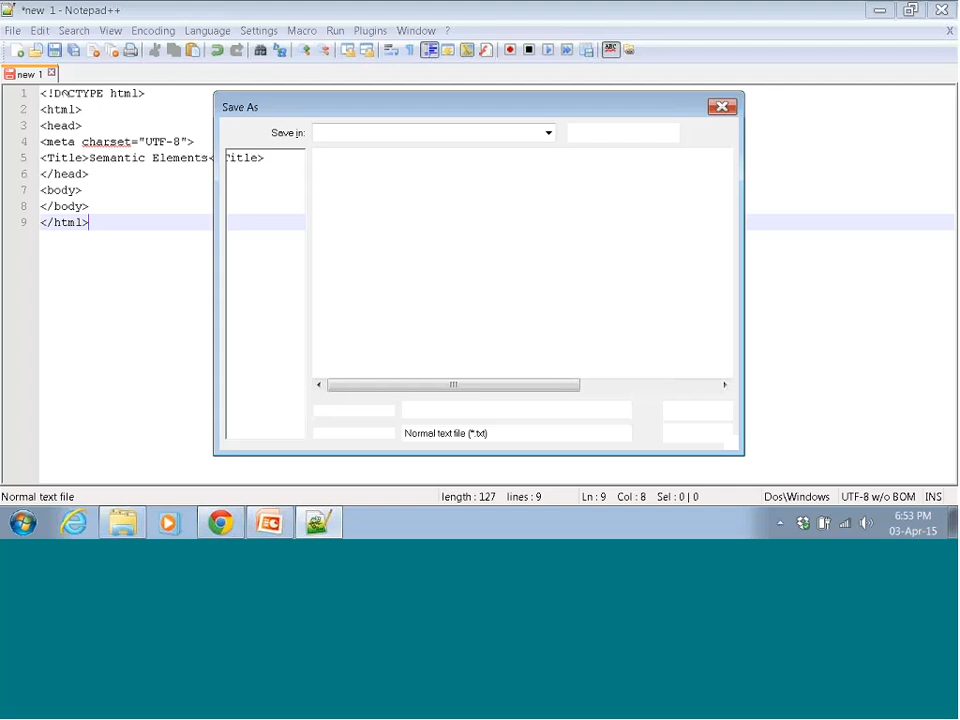 *new 1 - Notepad++
File Edit Search View Encoding Language Settings Macro Run Plugins Window ? X
new 1
1 <!DOCTYPE html>
2 <html>
3 <head>
4 <meta charset="UTF-8">
5 <Title>Semantic Elements< Title>
6 </head>
7 <body>
8 </body>
9 </html>
Save As
Save in:
Normal text file (*.txt)
Normal text file length : 127 lines : 9 Ln : 9 Col : 8 Sel : 0 | 0 Dos\Windows UTF-8 w/o BOM INS
6:53 PM
03-Apr-15